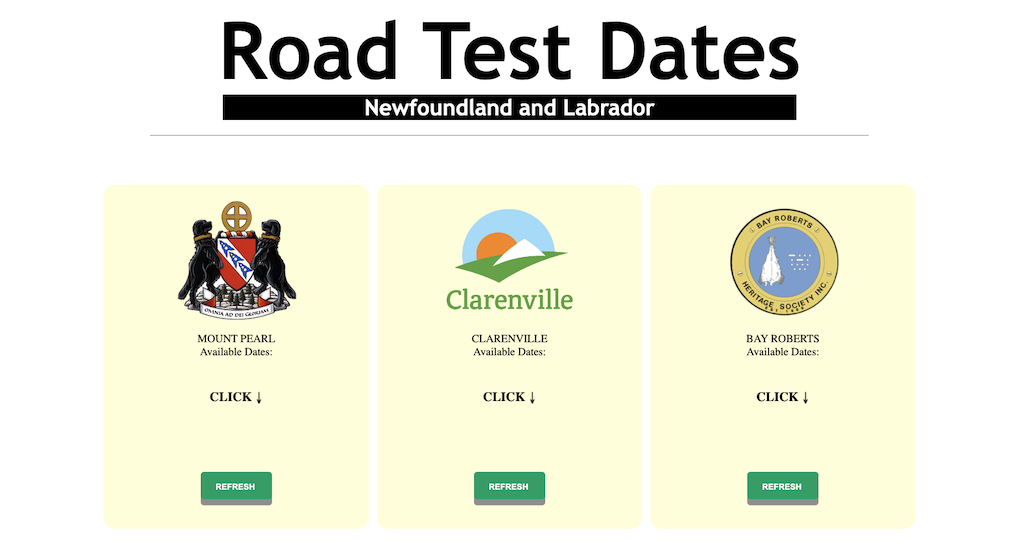 Road Test Dates
Newfoundland and Labrador
OMNIA AD DEI GLORIAM
MOUNT PEARL
Available Dates:
CLICK ↓
REFRESH
Clarenville
CLARENVILLE
Available Dates:
CLICK ↓
REFRESH
BAY ROBERTS
HERITAGE SOCIETY INC.
BAY ROBERTS
Available Dates:
CLICK ↓
REFRESH